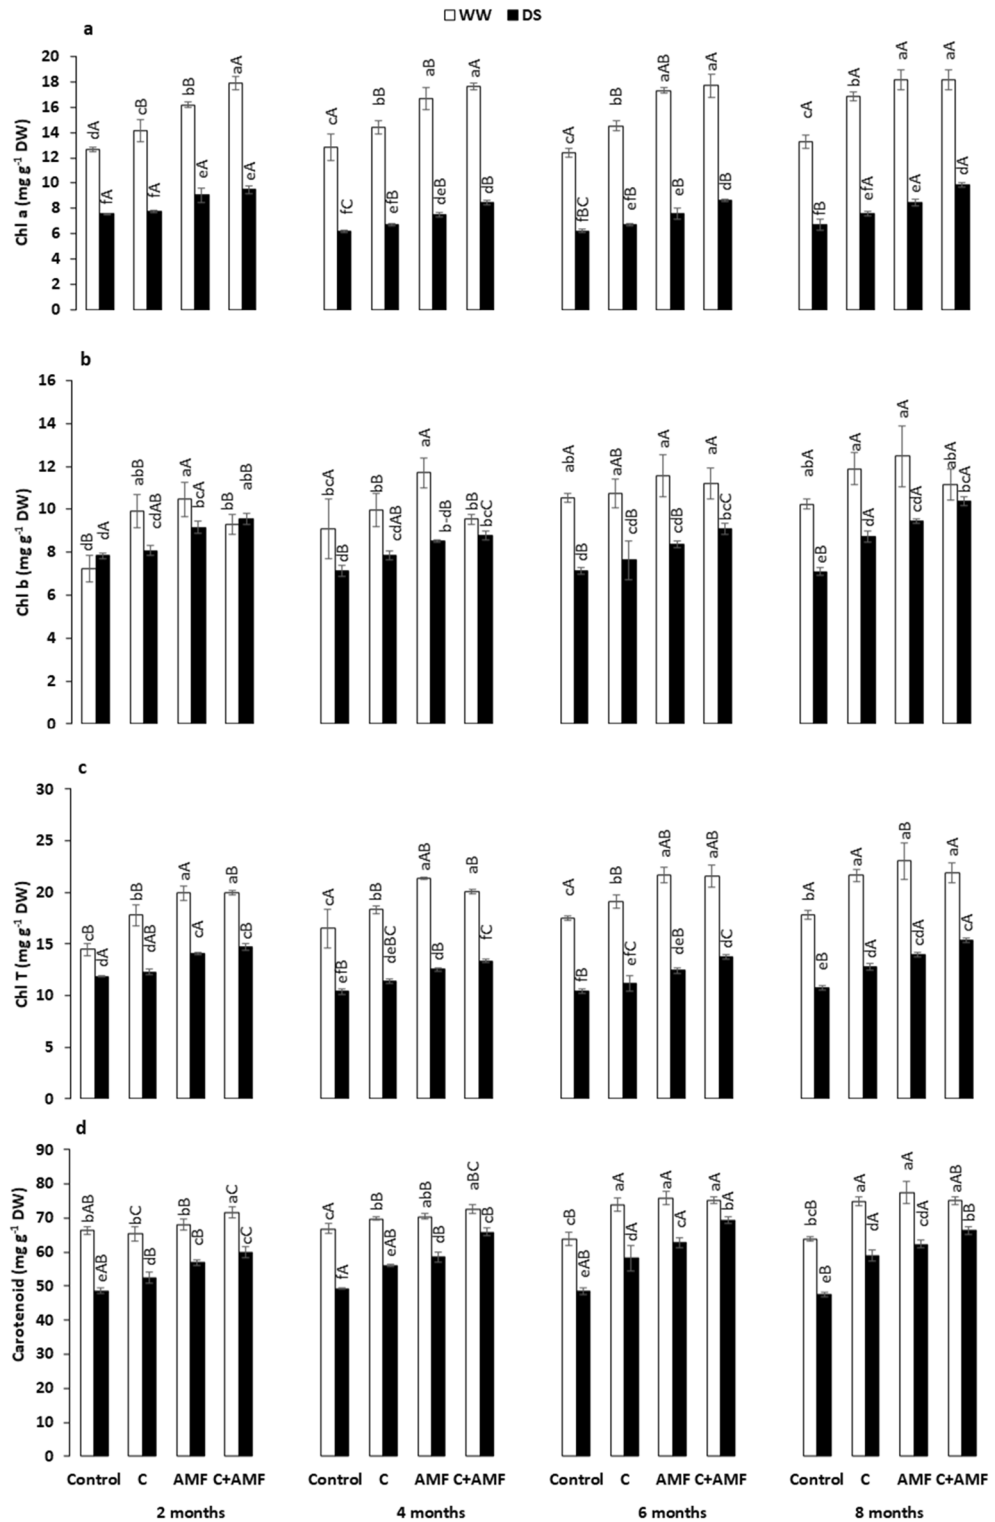 WW DS
a
20
18
16
14
12
10
8
6
4
2
0
Chl a (mg g-1 DW)
dA fA cB fA bB eA aA eA
cA fC bB efB aB deB aA dB
cA fBC bB efB aAB eB aA dB
cA fB bA efA aA eA aA dA
b
16
14
12
10
8
6
4
2
0
Chl b (mg g-1 DW)
dB dA abB cdAB aA bcA bB abB
bcA dB bB cdAB aA b-dB bB bcC
abA dB aAB cdB aA cdB aA bcC
abA eB aA dA aA cdA abA bcA
c
30
25
20
15
10
5
0
Chl T (mg g-1 DW)
cB dA bB dAB aA cA aB cB
cA efB bB deBC aAB dB aB fC
cA fB bB efC aAB deB aAB dC
bA eB aA dA aB cdA aA cA
d
90
80
70
60
50
40
30
20
10
0
Carotenoid (mg g-1 DW)
bAB eAB bC dB bB cB aC cC
cA fA bB eAB abB dB aBC cB
cB eAB aA dA aA cA aA bA
bcB eB aA dA aA cdA aAB bB
Control C AMF C+AMF Control C AMF C+AMF Control C AMF C+AMF Control C AMF C+AMF
2 months 4 months 6 months 8 months